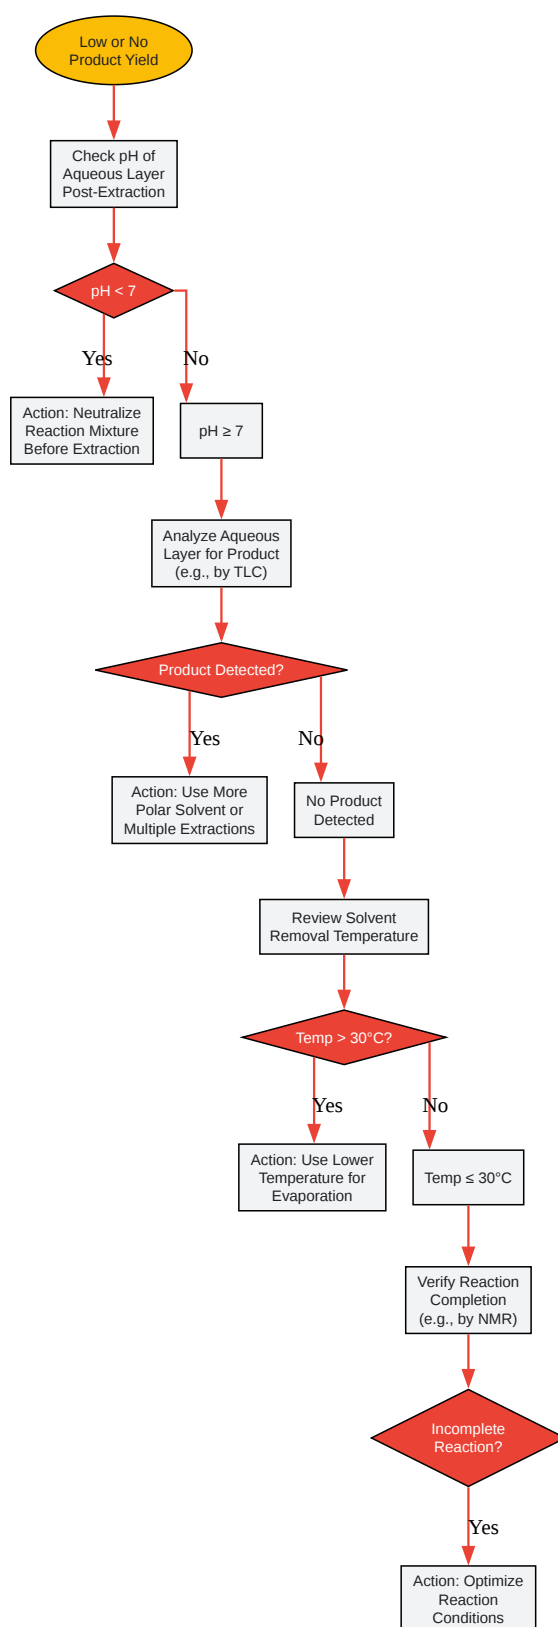 Low or No
Product Yield
Check pH of
Aqueous Layer
Post-Extraction
pH < 7
Yes
No
Action: Neutralize
Reaction Mixture
Before Extraction
pH ≥ 7
Analyze Aqueous
Layer for Product
(e.g., by TLC)
Product Detected?
Yes
No
Action: Use More
Polar Solvent or
Multiple Extractions
No Product
Detected
Review Solvent
Removal Temperature
Temp > 30°C?
Yes
No
Action: Use Lower
Temperature for
Evaporation
Temp ≤ 30°C
Verify Reaction
Completion
(e.g., by NMR)
Incomplete
Reaction?
Yes
Action: Optimize
Reaction
Conditions